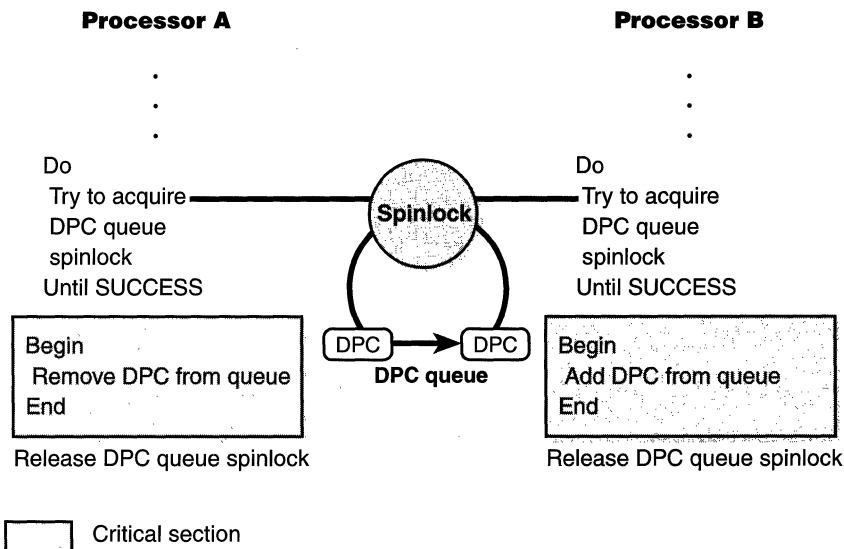 Processor A
Processor B
Do
Try to acquire
DPC queue
spinlock
Until SUCCESS
Spinlock
Do
Try to acquire
DPC queue
spinlock
Until SUCCESS
Begin
Remove DPC from queue
End
DPC
DPC
DPC queue
Begin
Add DPC from queue
End
Release DPC queue spinlock
Release DPC queue spinlock
Critical section